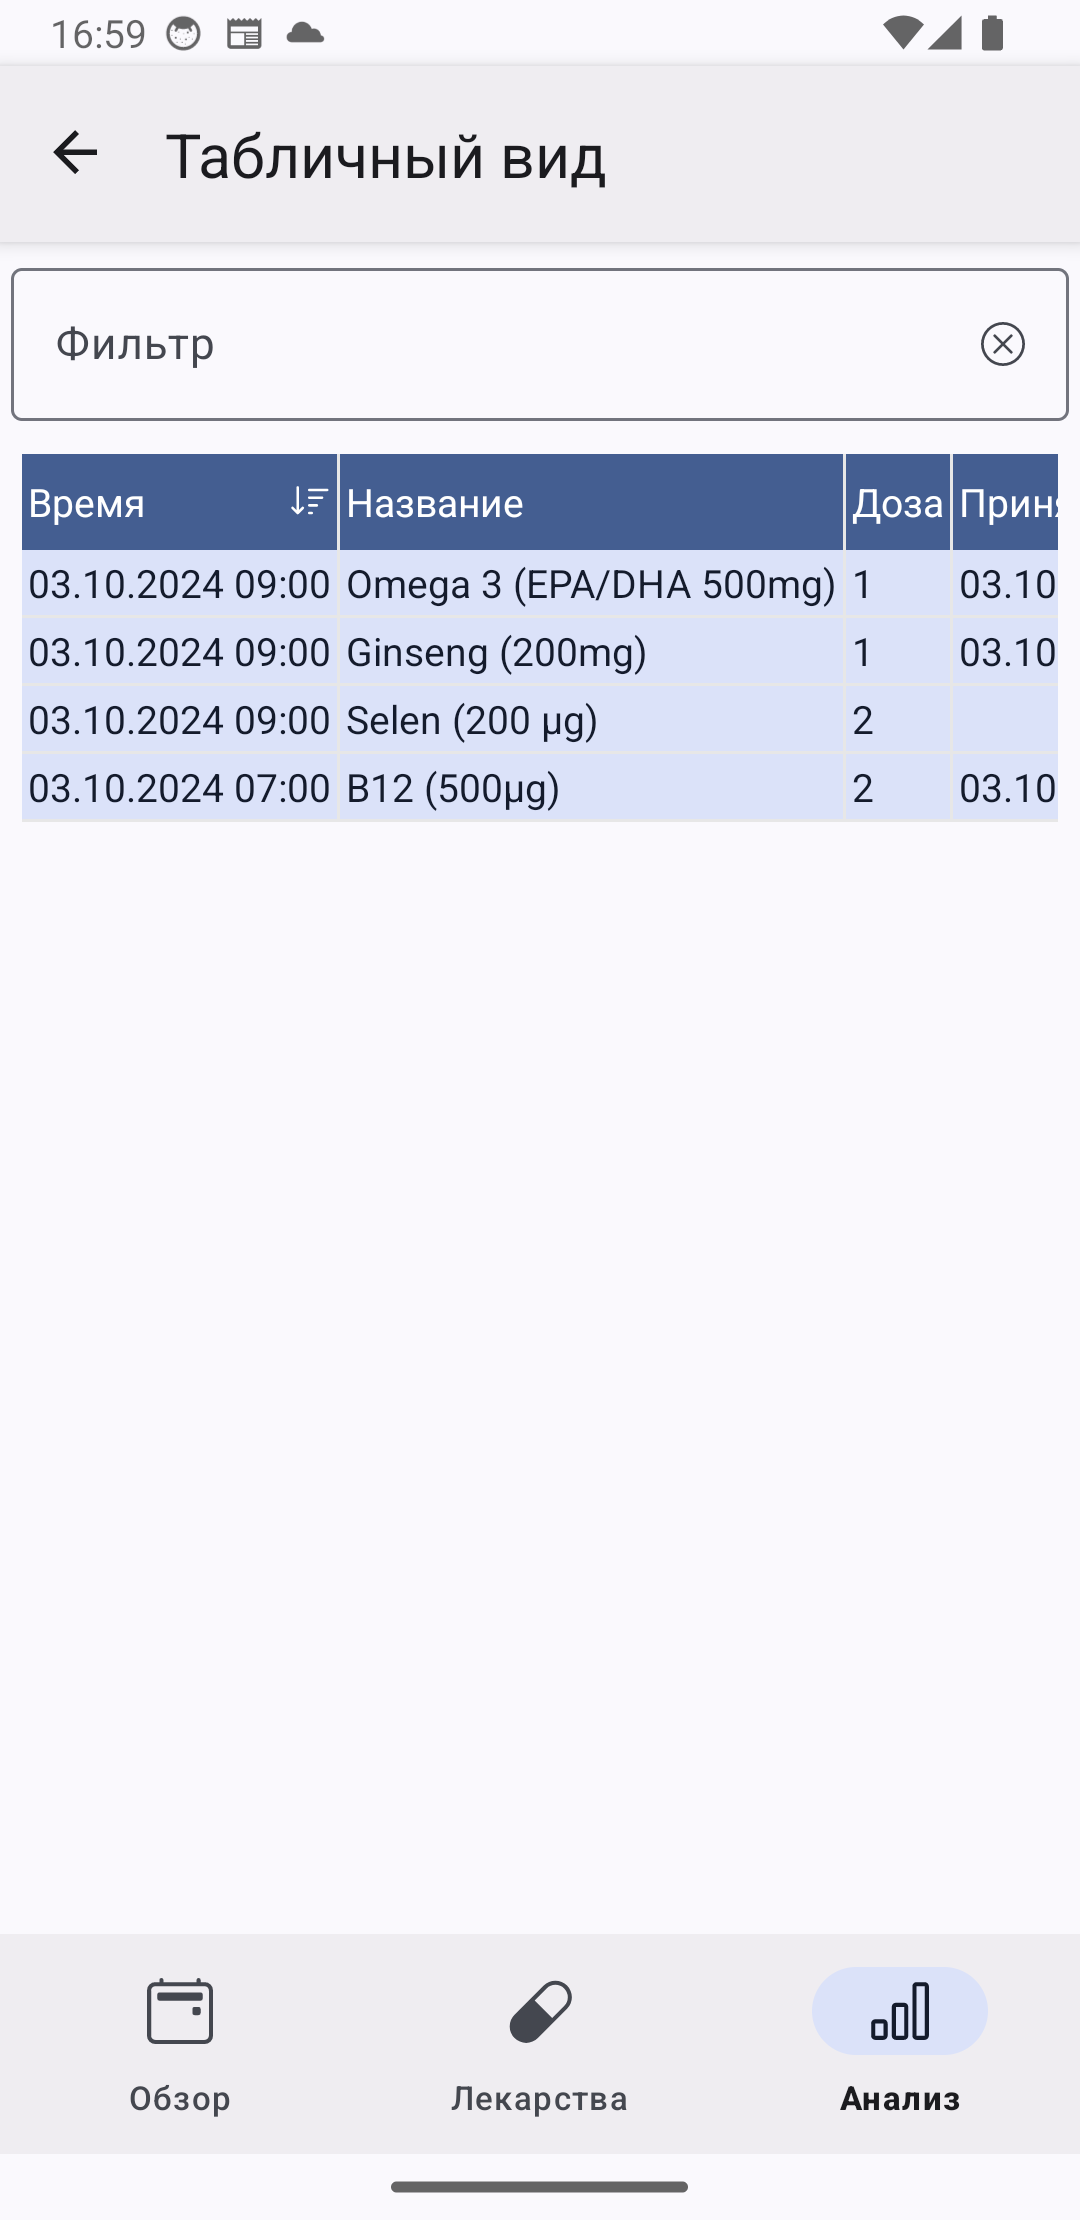 16:59
Табличный вид
Фильтр
Время Название Доза Приня
03.10.2024 09:00 Omega 3 (EPA/DHA 500mg) 1 03.10
03.10.2024 09:00 Ginseng (200mg) 1 03.10
03.10.2024 09:00 Selen (200 µg) 2
03.10.2024 07:00 B12 (500µg) 2 03.10
Обзор Лекарства Анализ